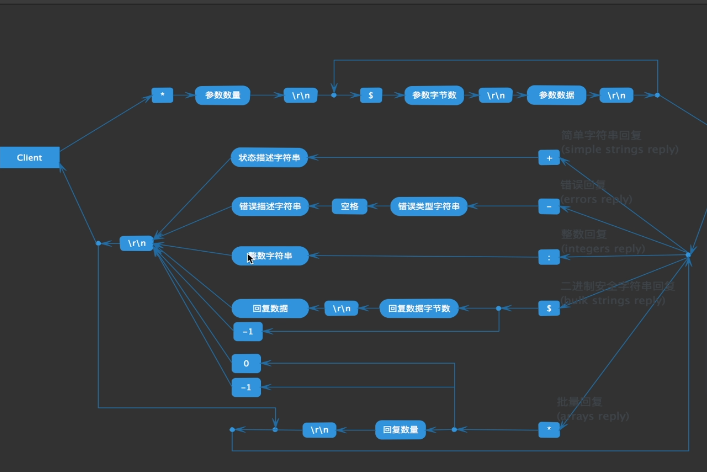 * 参数数量 \r\n $ 参数字节数 \r\n 参数数据 \r\n
简单字符串回复
(simple strings reply)
Client
状态描述字符串 +
错误回复
(errors reply)
错误描述字符串 空格 错误类型字符串 -
整数回复
(integers reply)
\r\n
整数字符串 :
二进制安全字符串回复
(bulk strings reply)
回复数据 \r\n 回复数据字节数 $
-1
0
-1
批量回复
(arrays reply)
\r\n 回复数量 *